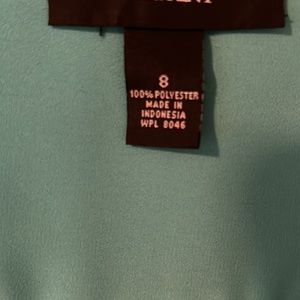 8
100% POLYESTER
MADE IN
INDONESIA
WPL 8046